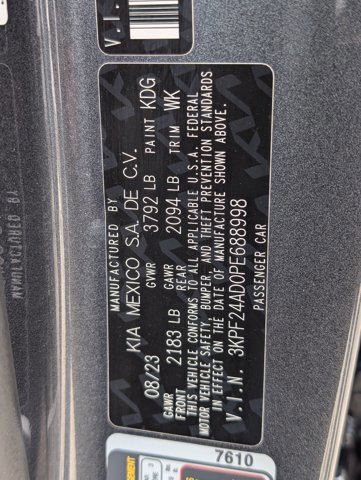 V.I.N.
MANUFACTURED BY
KIA MEXICO S.A. DE C.V.
08/23 GVWR 3792 LB PAINT KDG
GAWR FRONT 2183 LB GAWR REAR 2094 LB TRIM WK
THIS VEHICLE CONFORMS TO ALL APPLICABLE U.S.A. FEDERAL
MOTOR VEHICLE SAFETY, BUMPER, AND THEFT PREVENTION STANDARDS
IN EFFECT ON THE DATE OF MANUFACTURE SHOWN ABOVE.
V.I.N. 3KPF24AD0PE688998
PASSENGER CAR
7610